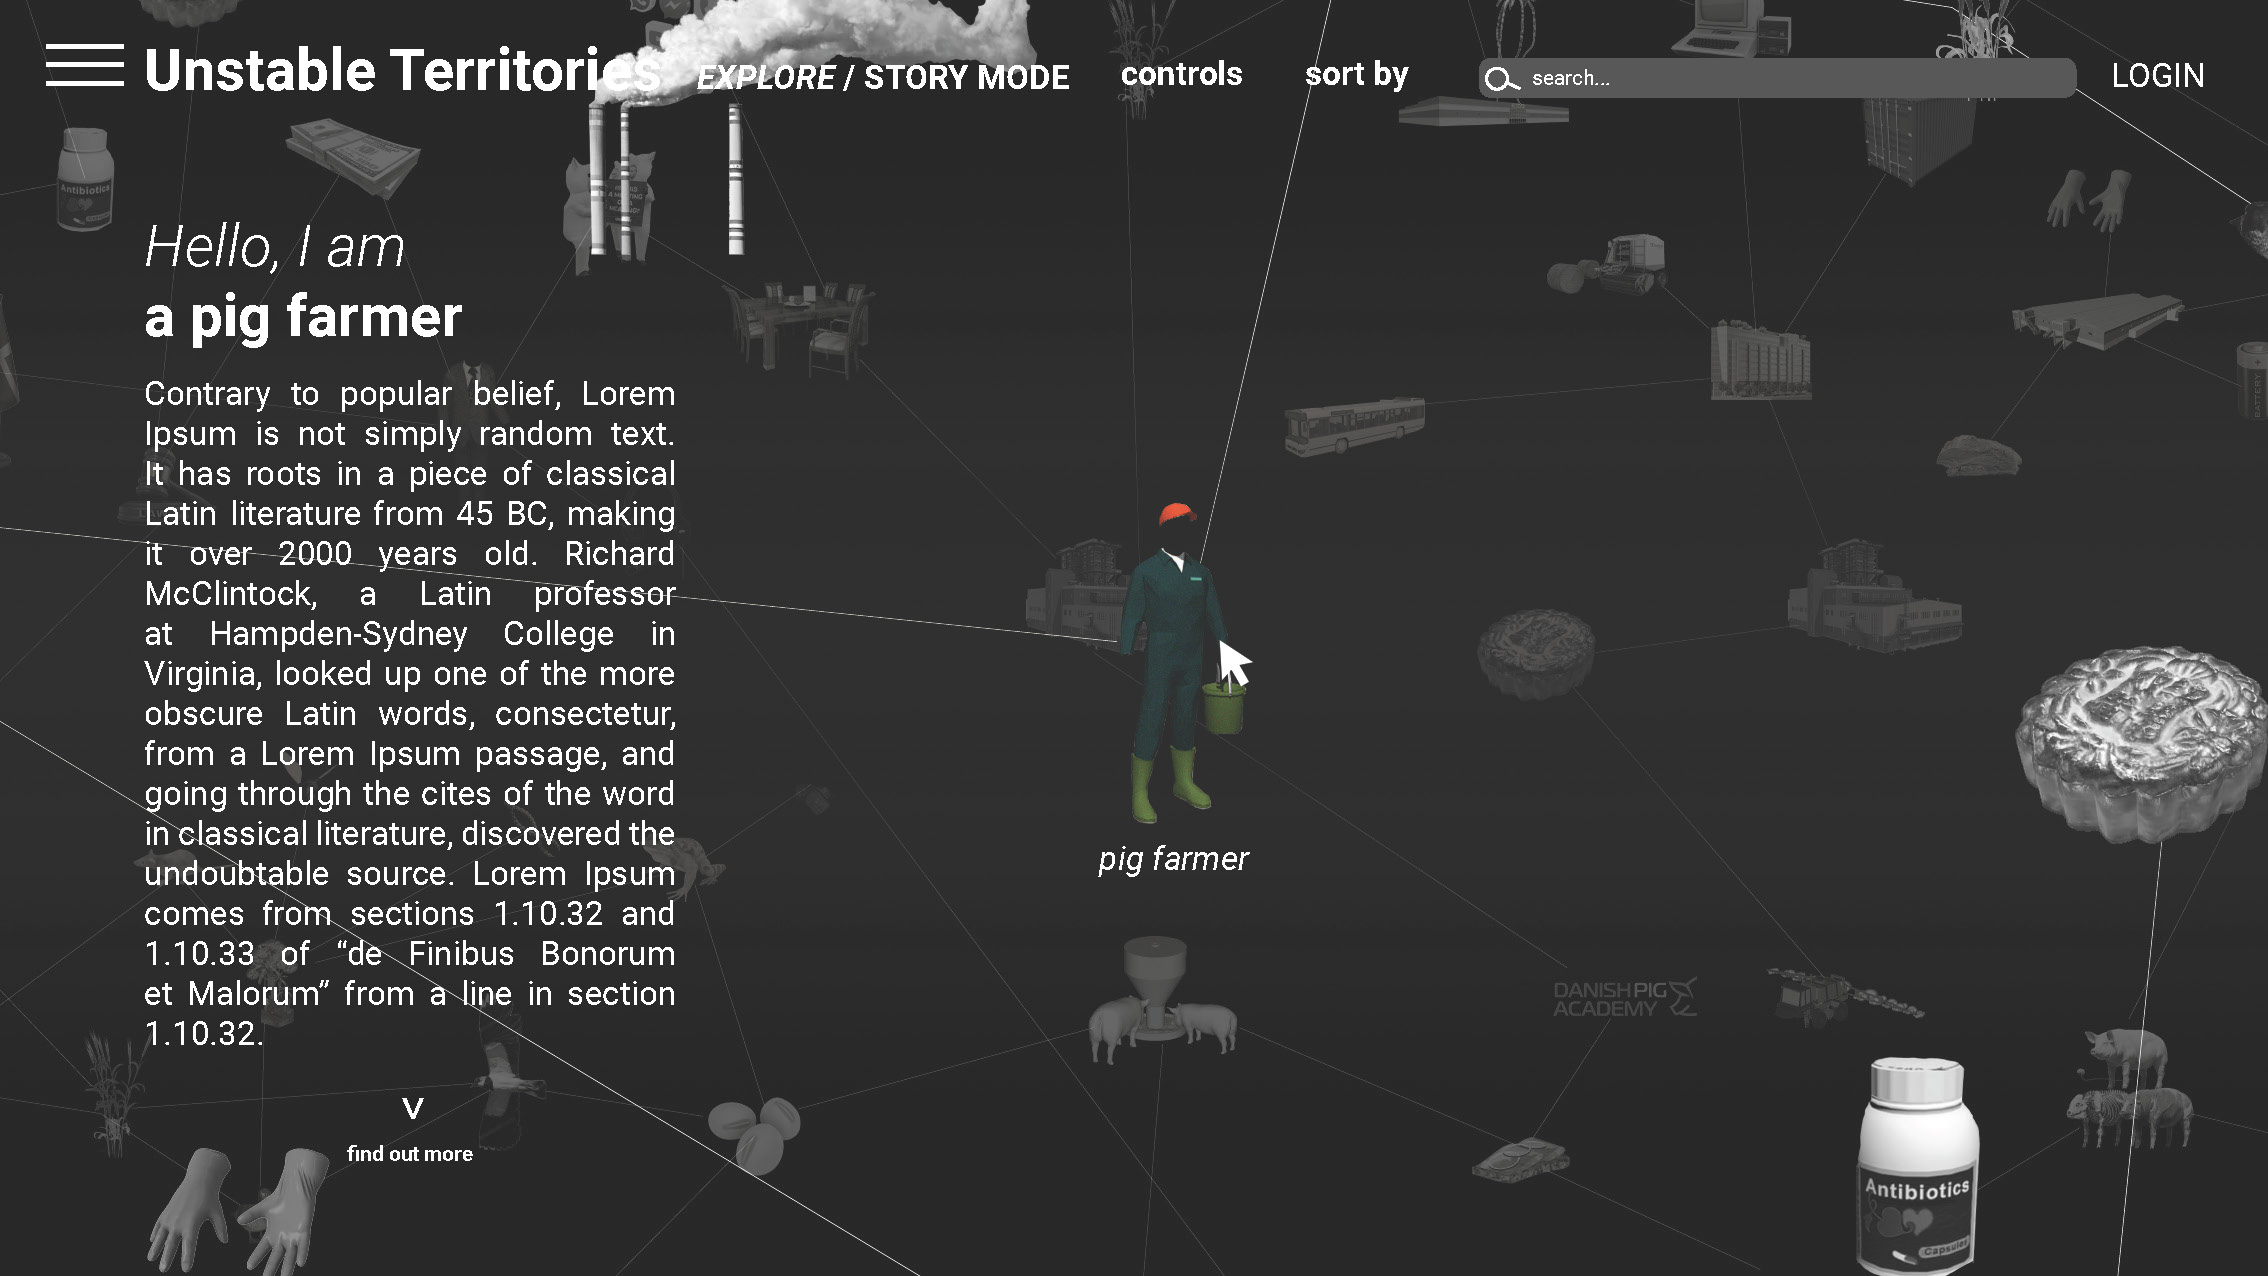 Unstable Territories
EXPLORE / STORY MODE
controls
sort by
search...
LOGIN
Antibiotics
Hello, I am
a pig farmer
Contrary to popular belief, Lorem
Ipsum is not simply random text.
It has roots in a piece of classical
Latin literature from 45 BC, making
it over 2000 years old. Richard
McClintock, a Latin professor
at Hampden-Sydney College in
Virginia, looked up one of the more
obscure Latin words, consectetur,
from a Lorem Ipsum passage, and
going through the cites of the word
in classical literature, discovered the
undoubtable source. Lorem Ipsum
comes from sections 1.10.32 and
1.10.33 of “de Finibus Bonorum
et Malorum” from a line in section
1.10.32.
v
find out more
BATTERY
pig farmer
DANISH PIG
ACADEMY
Antibiotics
Capsules